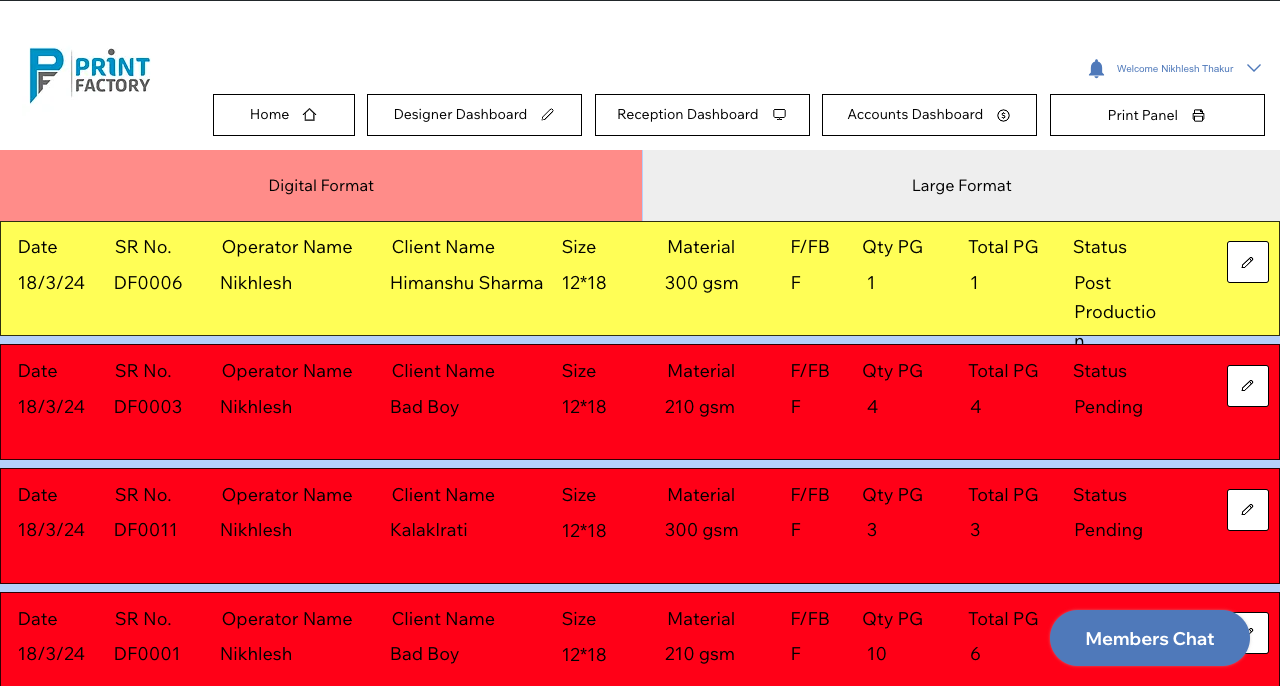 PRiNT
FACTORY
Welcome Nikhlesh Thakur
Home Designer Dashboard Reception Dashboard Accounts Dashboard Print Panel
Digital Format Large Format
Date SR No. Operator Name Client Name Size Material F/FB Qty PG Total PG Status
18/3/24 DF0006 Nikhlesh Himanshu Sharma 12*18 300 gsm F 1 1 Post
Productio
n
Date SR No. Operator Name Client Name Size Material F/FB Qty PG Total PG Status
18/3/24 DF0003 Nikhlesh Bad Boy 12*18 210 gsm F 4 4 Pending
Date SR No. Operator Name Client Name Size Material F/FB Qty PG Total PG Status
18/3/24 DF0011 Nikhlesh Kalaklrati 12*18 300 gsm F 3 3 Pending
Date SR No. Operator Name Client Name Size Material F/FB Qty PG Total PG
18/3/24 DF0001 Nikhlesh Bad Boy 12*18 210 gsm F 10 6
Members Chat